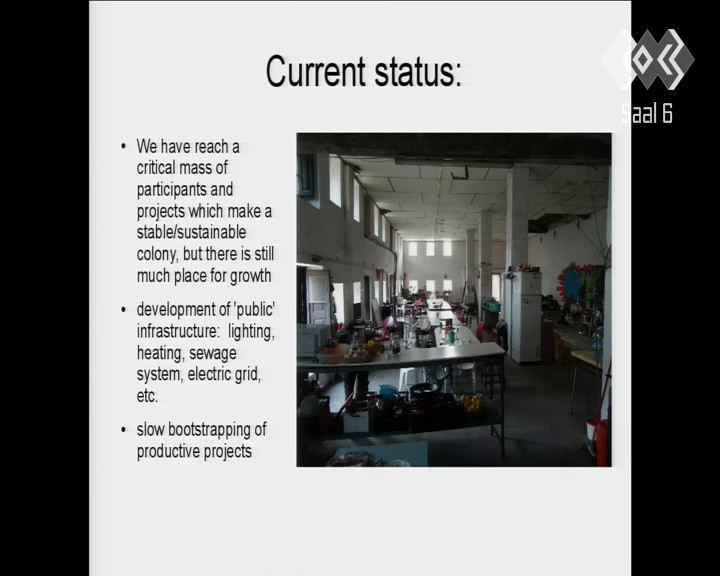 Current status:
Saal 6
• We have reach a
critical mass of
participants and
projects which make a
stable/sustainable
colony, but there is still
much place for growth
• development of 'public'
infrastructure: lighting,
heating, sewage
system, electric grid,
etc.
• slow bootstrapping of
productive projects